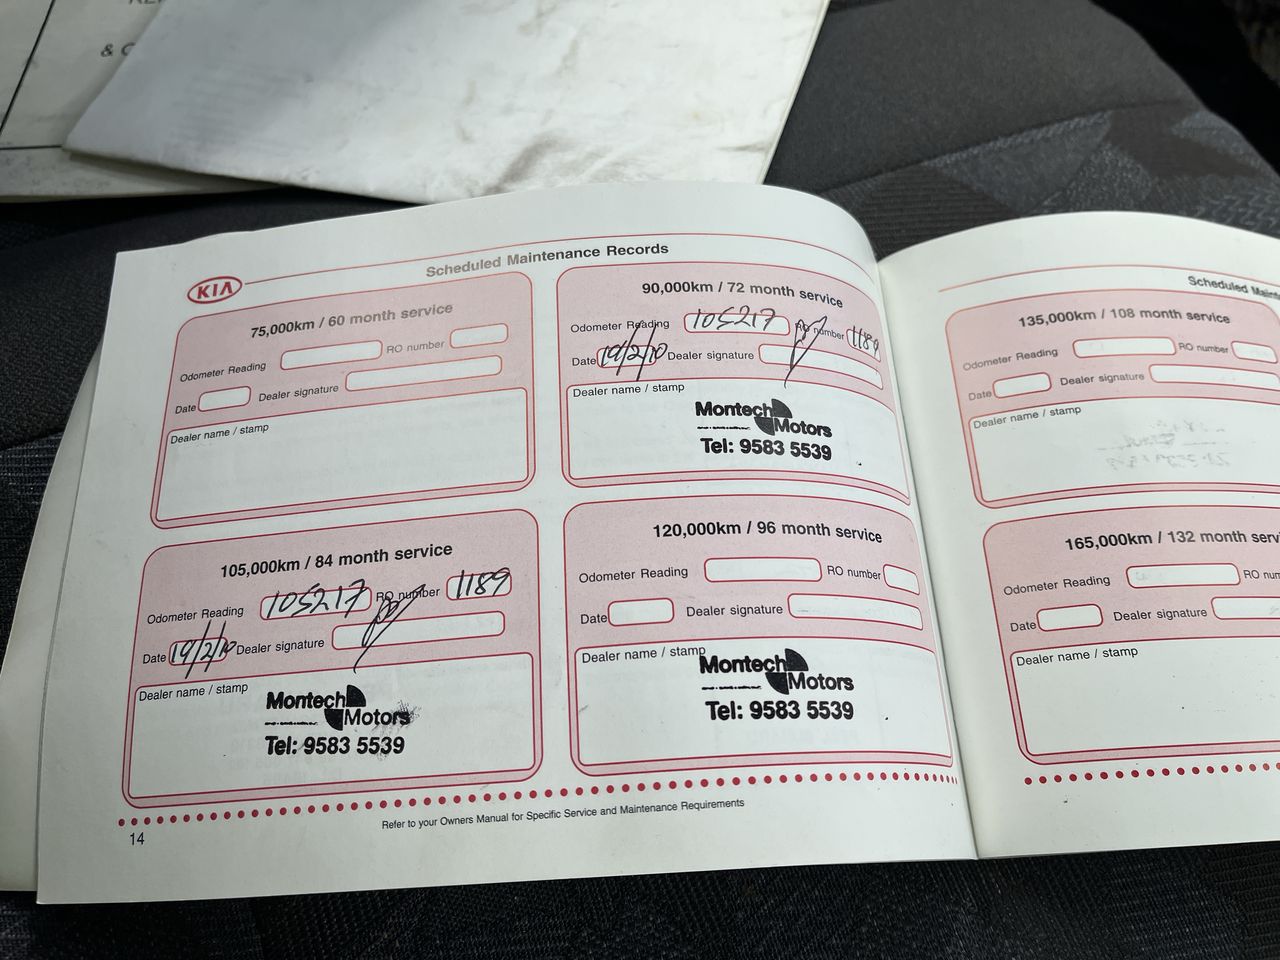 & C
KIA
Scheduled Maintenance Records
75,000km / 60 month service
Odometer Reading
RO number
Date
Dealer signature
Dealer name / stamp
90,000km / 72 month service
Odometer Reading 105217 RO number 1189
Date 19/2/10 Dealer signature
Dealer name / stamp
Montech
Motors
Tel: 9583 5539
105,000km / 84 month service
Odometer Reading 105217 RO number 1189
Date 19/2/10 Dealer signature
Dealer name / stamp
Montech
Motors
Tel: 9583 5539
120,000km / 96 month service
Odometer Reading
RO number
Date
Dealer signature
Dealer name / stamp
Montech
Motors
Tel: 9583 5539
Refer to your Owners Manual for Specific Service and Maintenance Requirements
14
Scheduled Maint
135,000km / 108 month service
Odometer Reading
RO number
Date
Dealer signature
Dealer name / stamp
165,000km / 132 month servi
Odometer Reading
RO num
Date
Dealer signature
Dealer name / stamp